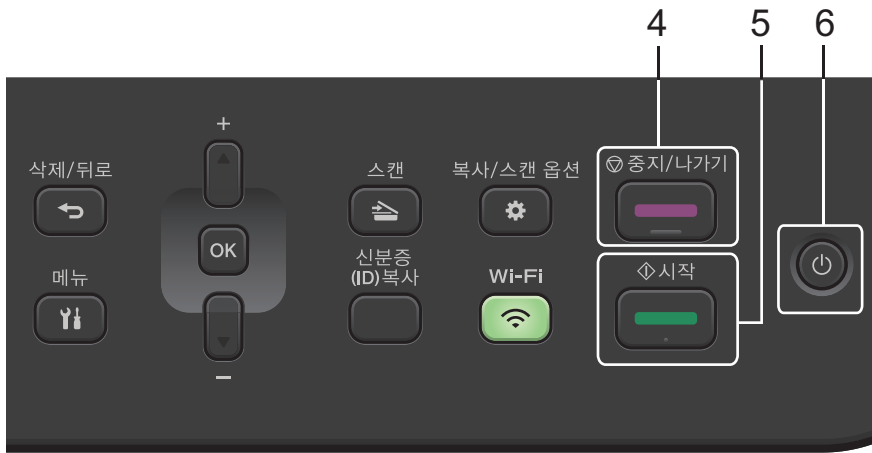 4 5 6
+
삭제/뒤로
스캔
복사/스캔 옵션
중지/나가기
OK
메뉴
신분증
(ID)복사
Wi-Fi
시작
−